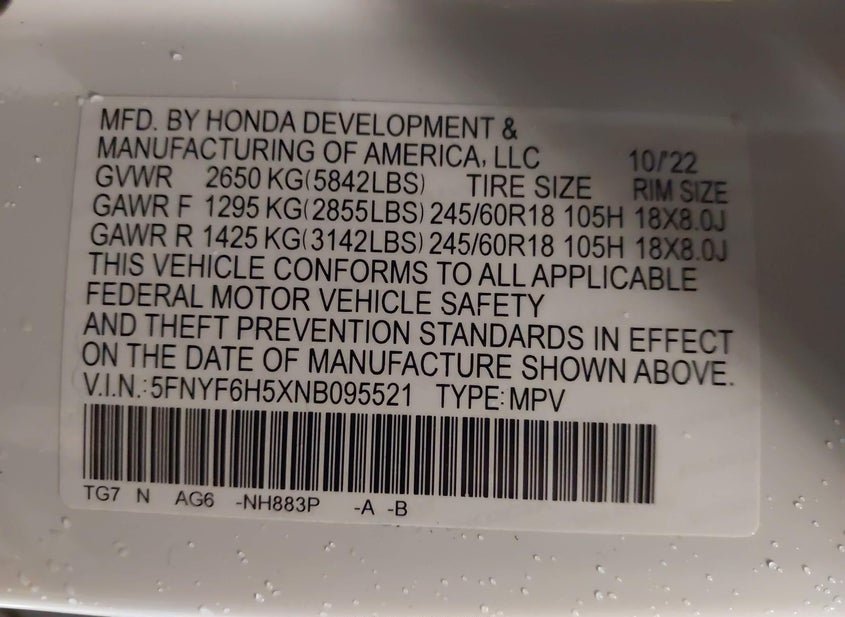 MFD. BY HONDA DEVELOPMENT &
MANUFACTURING OF AMERICA, LLC 10/'22
GVWR 2650 KG(5842LBS) TIRE SIZE RIM SIZE
GAWR F 1295 KG(2855LBS) 245/60R18 105H 18X8.0J
GAWR R 1425 KG(3142LBS) 245/60R18 105H 18X8.0J
THIS VEHICLE CONFORMS TO ALL APPLICABLE
FEDERAL MOTOR VEHICLE SAFETY
AND THEFT PREVENTION STANDARDS IN EFFECT
ON THE DATE OF MANUFACTURE SHOWN ABOVE.
V.I.N.:5FNYF6H5XNB095521 TYPE:MPV
TG7 N AG6 -NH883P -A -B